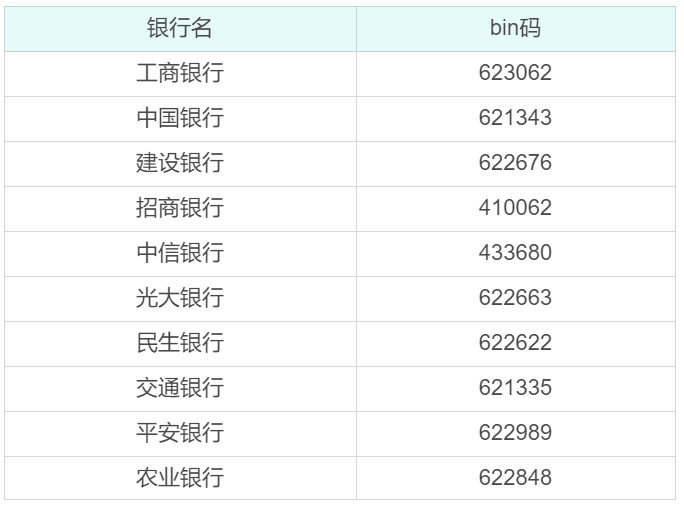 银行名 bin码
工商银行 623062
中国银行 621343
建设银行 622676
招商银行 410062
中信银行 433680
光大银行 622663
民生银行 622622
交通银行 621335
平安银行 622989
农业银行 622848